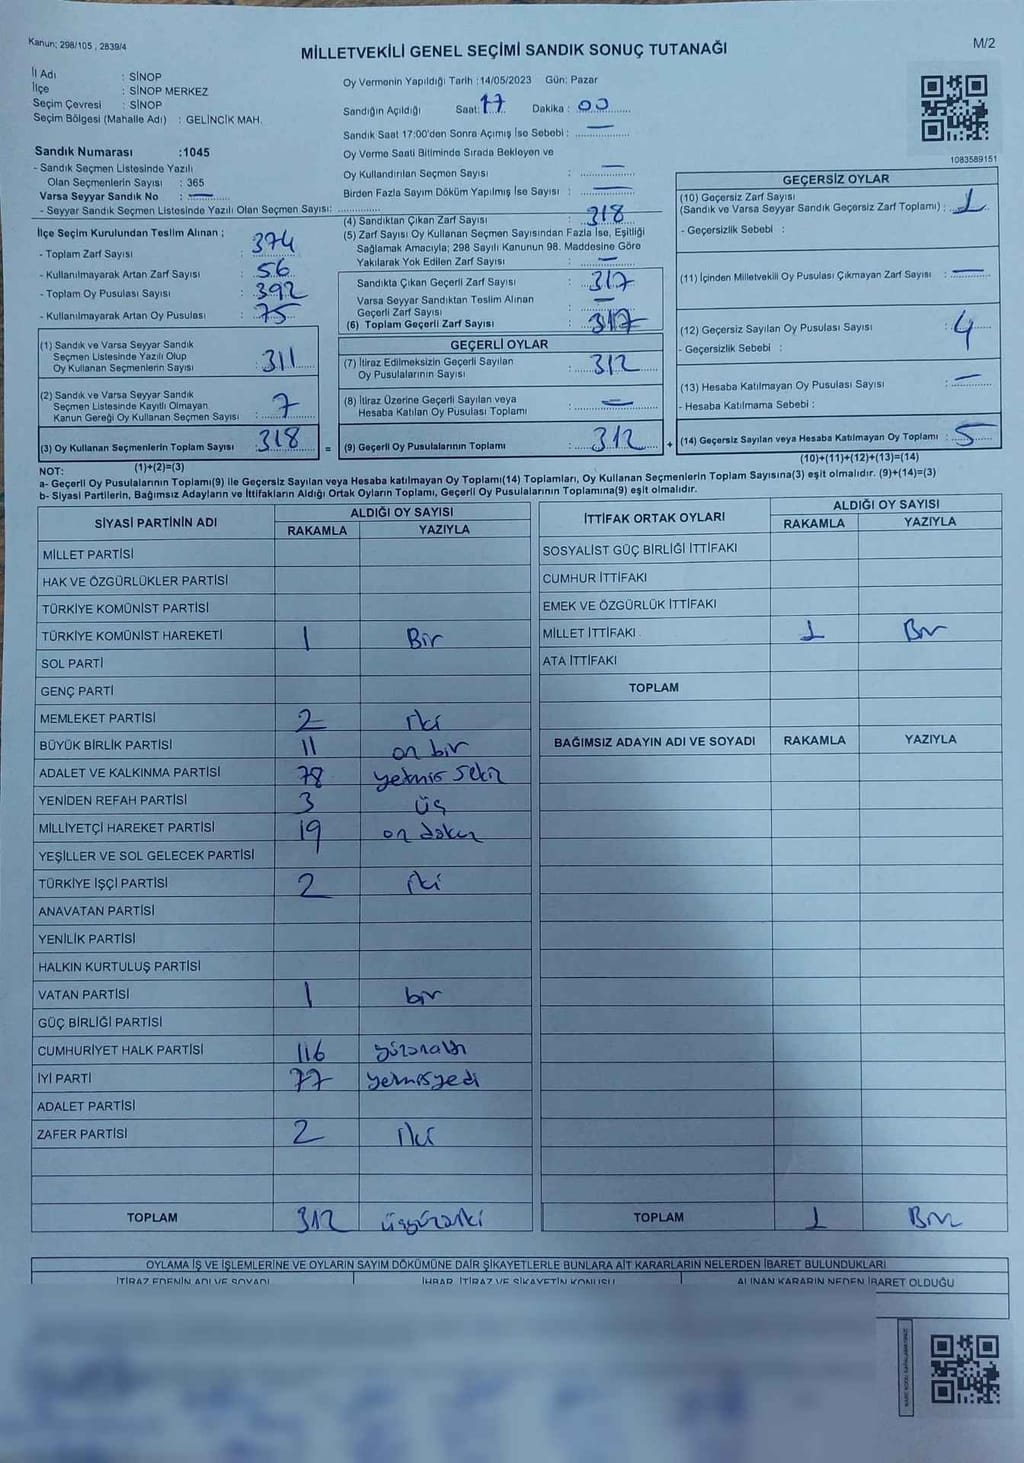 Kanun; 298/105 , 2839/4
MİLLETVEKİLİ GENEL SEÇİMİ SANDIK SONUÇ TUTANAĞI
M/2
İl Adı : SİNOP
İlçe : SİNOP MERKEZ
Seçim Çevresi : SİNOP
Seçim Bölgesi (Mahalle Adı) : GELİNCİK MAH.
Oy Vermenin Yapıldığı Tarih :14/05/2023 Gün: Pazar
Sandığın Açıldığı Saat: 17 Dakika : 00
Sandık Saat 17:00'den Sonra Açımış İse Sebebi : —
Oy Verme Saati Bitiminde Sırada Bekleyen ve
Oy Kullandırılan Seçmen Sayısı : —
Birden Fazla Sayım Döküm Yapılmış İse Sayısı : —
1083589151
Sandık Numarası :1045
- Sandık Seçmen Listesinde Yazılı
Olan Seçmenlerin Sayısı : 365
Varsa Seyyar Sandık No : —
- Seyyar Sandık Seçmen Listesinde Yazılı Olan Seçmen Sayısı:
İlçe Seçim Kurulundan Teslim Alınan ;
- Toplam Zarf Sayısı : 374
- Kullanılmayarak Artan Zarf Sayısı : 56
- Toplam Oy Pusulası Sayısı : 392
- Kullanılmayarak Artan Oy Pusulası : 75
(1) Sandık ve Varsa Seyyar Sandık
Seçmen Listesinde Yazılı Olup
Oy Kullanan Seçmenlerin Sayısı : 311
(2) Sandık ve Varsa Seyyar Sandık
Seçmen Listesinde Kayıtlı Olmayan
Kanun Gereği Oy Kullanan Seçmen Sayısı : 7
(3) Oy Kullanan Seçmenlerin Toplam Sayısı : 318
(1)+(2)=(3)
(4) Sandıktan Çıkan Zarf Sayısı : 318
(5) Zarf Sayısı Oy Kullanan Seçmen Sayısından Fazla İse, Eşitliği
Sağlamak Amacıyla; 298 Sayılı Kanunun 98. Maddesine Göre
Yakılarak Yok Edilen Zarf Sayısı : —
Sandıkta Çıkan Geçerli Zarf Sayısı : 317
Varsa Seyyar Sandıktan Teslim Alınan
Geçerli Zarf Sayısı : —
(6) Toplam Geçerli Zarf Sayısı : 317
GEÇERLİ OYLAR
(7) İtiraz Edilmeksizin Geçerli Sayılan
Oy Pusulalarının Sayısı : 312
(8) İtiraz Üzerine Geçerli Sayılan veya
Hesaba Katılan Oy Pusulası Toplamı : —
= (9) Geçerli Oy Pusulalarının Toplamı : 312
GEÇERSİZ OYLAR
(10) Geçersiz Zarf Sayısı
(Sandık ve Varsa Seyyar Sandık Geçersiz Zarf Toplamı) : 1
- Geçersizlik Sebebi :
(11) İçinden Milletvekili Oy Pusulası Çıkmayan Zarf Sayısı : —
(12) Geçersiz Sayılan Oy Pusulası Sayısı : 4
- Geçersizlik Sebebi :
(13) Hesaba Katılmayan Oy Pusulası Sayısı : —
- Hesaba Katılmama Sebebi :
+ (14) Geçersiz Sayılan veya Hesaba Katılmayan Oy Toplamı : 5
(10)+(11)+(12)+(13)=(14)
NOT:
a- Geçerli Oy Pusulalarının Toplamı(9) ile Geçersiz Sayılan veya Hesaba katılmayan Oy Toplamı(14) Toplamları, Oy Kullanan Seçmenlerin Toplam Sayısına(3) eşit olmalıdır. (9)+(14)=(3)
b- Siyasi Partilerin, Bağımsız Adayların ve İttifakların Aldığı Ortak Oyların Toplamı, Geçerli Oy Pusulalarının Toplamına(9) eşit olmalıdır.
SİYASİ PARTİNİN ADI ALDIĞI OY SAYISI
RAKAMLA YAZIYLA
MİLLET PARTİSİ
HAK VE ÖZGÜRLÜKLER PARTİSİ
TÜRKİYE KOMÜNİST PARTİSİ
TÜRKİYE KOMÜNİST HAREKETİ 1 Bir
SOL PARTİ
GENÇ PARTİ
MEMLEKET PARTİSİ 2 iki
BÜYÜK BİRLİK PARTİSİ 11 on bir
ADALET VE KALKINMA PARTİSİ 78 yetmiş sekiz
YENİDEN REFAH PARTİSİ 3 üç
MİLLİYETÇİ HAREKET PARTİSİ 19 on dokuz
YEŞİLLER VE SOL GELECEK PARTİSİ
TÜRKİYE İŞÇİ PARTİSİ 2 iki
ANAVATAN PARTİSİ
YENİLİK PARTİSİ
HALKIN KURTULUŞ PARTİSİ
VATAN PARTİSİ 1 bir
GÜÇ BİRLİĞİ PARTİSİ
CUMHURİYET HALK PARTİSİ 116 yüzonaltı
İYİ PARTİ 77 yetmişyedi
ADALET PARTİSİ
ZAFER PARTİSİ 2 iki
TOPLAM 312 üçyüzoniki
İTTİFAK ORTAK OYLARI ALDIĞI OY SAYISI
RAKAMLA YAZIYLA
SOSYALİST GÜÇ BİRLİĞİ İTTİFAKI
CUMHUR İTTİFAKI
EMEK VE ÖZGÜRLÜK İTTİFAKI
MİLLET İTTİFAKI 1 Bir
ATA İTTİFAKI
TOPLAM
BAĞIMSIZ ADAYIN ADI VE SOYADI RAKAMLA YAZIYLA
TOPLAM 1 Bir
OYLAMA İŞ VE İŞLEMLERİNE VE OYLARIN SAYIM DÖKÜMÜNE DAİR ŞİKAYETLERLE BUNLARA AİT KARARLARIN NELERDEN İBARET BULUNDUKLARI
İTİRAZ EDENİN ADI VE SOYADI İHBAR, İTİRAZ VE ŞİKAYETİN KONUSU ALINAN KARARIN NEDEN İBARET OLDUĞU